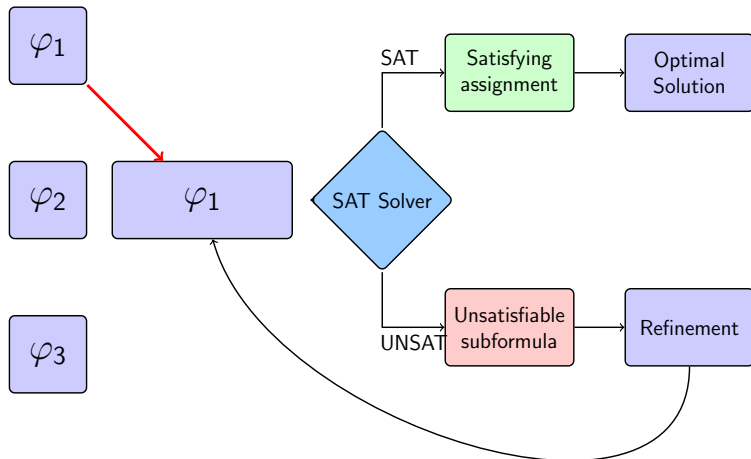 φ1
SAT
Satisfying
assignment
Optimal
Solution
φ2
φ1
SAT Solver
φ3
UNSAT
Unsatisfiable
subformula
Refinement